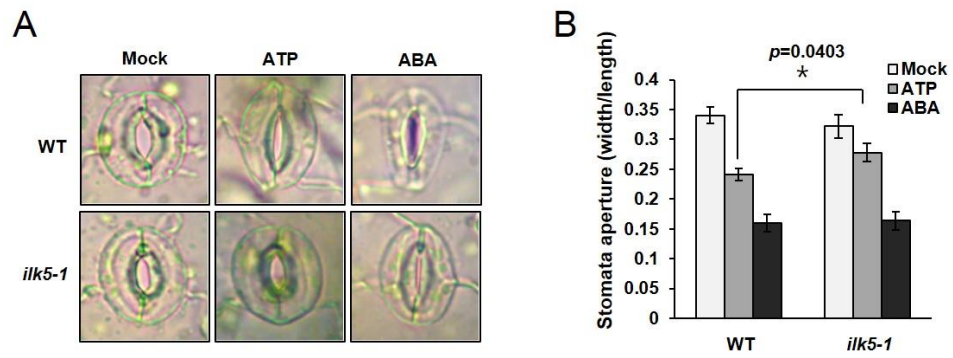 A
Mock ATP ABA
WT
ilk5-1
B
p=0.0403
*
Mock
ATP
ABA
Stomata aperture (width/length)
0.4
0.35
0.3
0.25
0.2
0.15
0.1
0.05
0
WT ilk5-1